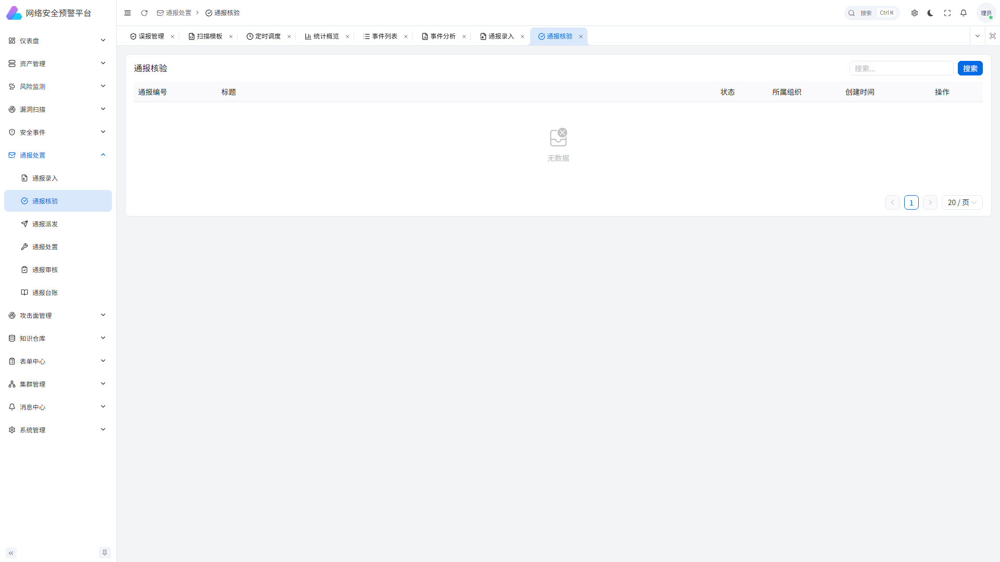 网络安全预警平台
通报处置
通报核验
搜索
Ctrl K
理员
误报管理
扫描模板
定时调度
统计概览
事件列表
事件分析
通报录入
通报核验
仪表盘
资产管理
风险监测
漏洞扫描
安全事件
通报处置
通报录入
通报核验
通报派发
通报处置
通报审核
通报台账
攻击面管理
知识仓库
表单中心
集群管理
消息中心
系统管理
通报核验
搜索...
搜索
通报编号
标题
状态
所属组织
创建时间
操作
无数据
1
20 / 页